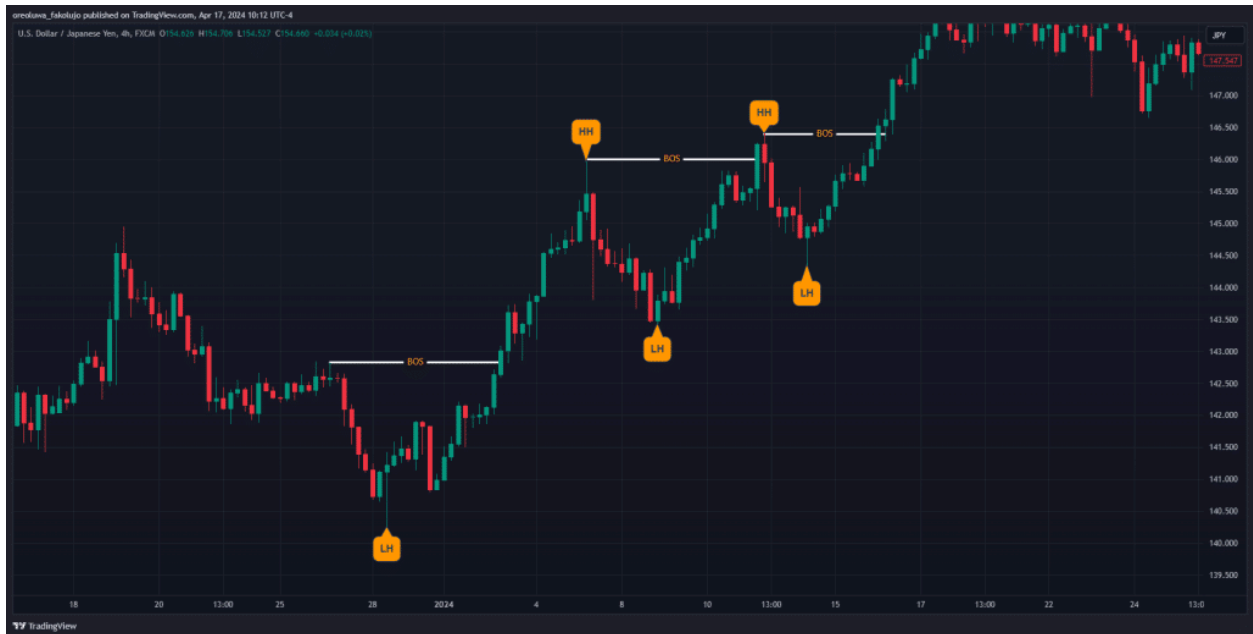 oreoluwa_fakolujo published on TradingView.com, Apr 17, 2024 10:12 UTC-4
U.S. Dollar / Japanese Yen, 4h, FXCM O154.626 H154.706 L154.527 C154.660 +0.034 (+0.02%)
JPY
147.547
147.000
HH
HH
BOS
146.500
BOS
146.000
145.500
145.000
144.500
LH
144.000
143.500
LH
BOS
143.000
142.500
142.000
141.500
141.000
140.500
LH
140.000
139.500
18 20 13:00 25 28 2024 4 8 10 13:00 15 17 13:00 22 24 13:0
TradingView